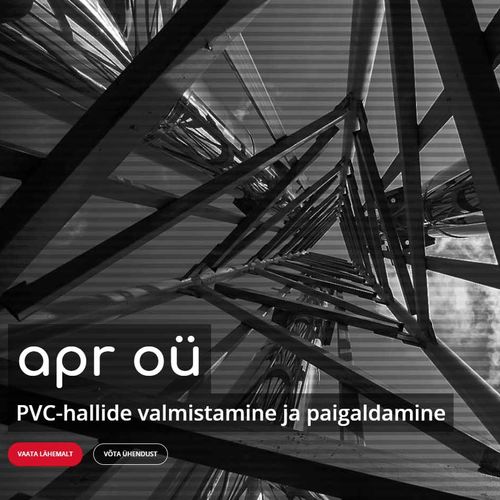 apr oü
PVC-hallide valmistamine ja paigaldamine
VAATA LÄHEMALT
VÕTA ÜHENDUST